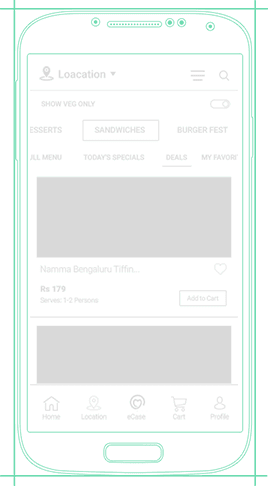 Loacation
SHOW VEG ONLY
ESSERTS SANDWICHES BURGER FEST
ILL MENU TODAY'S SPECIALS DEALS MY FAVORI
Namma Bengaluru Tiffin...
Rs 179
Serves: 1-2 Persons
Add to Cart
Home Location eCase Cart Profile